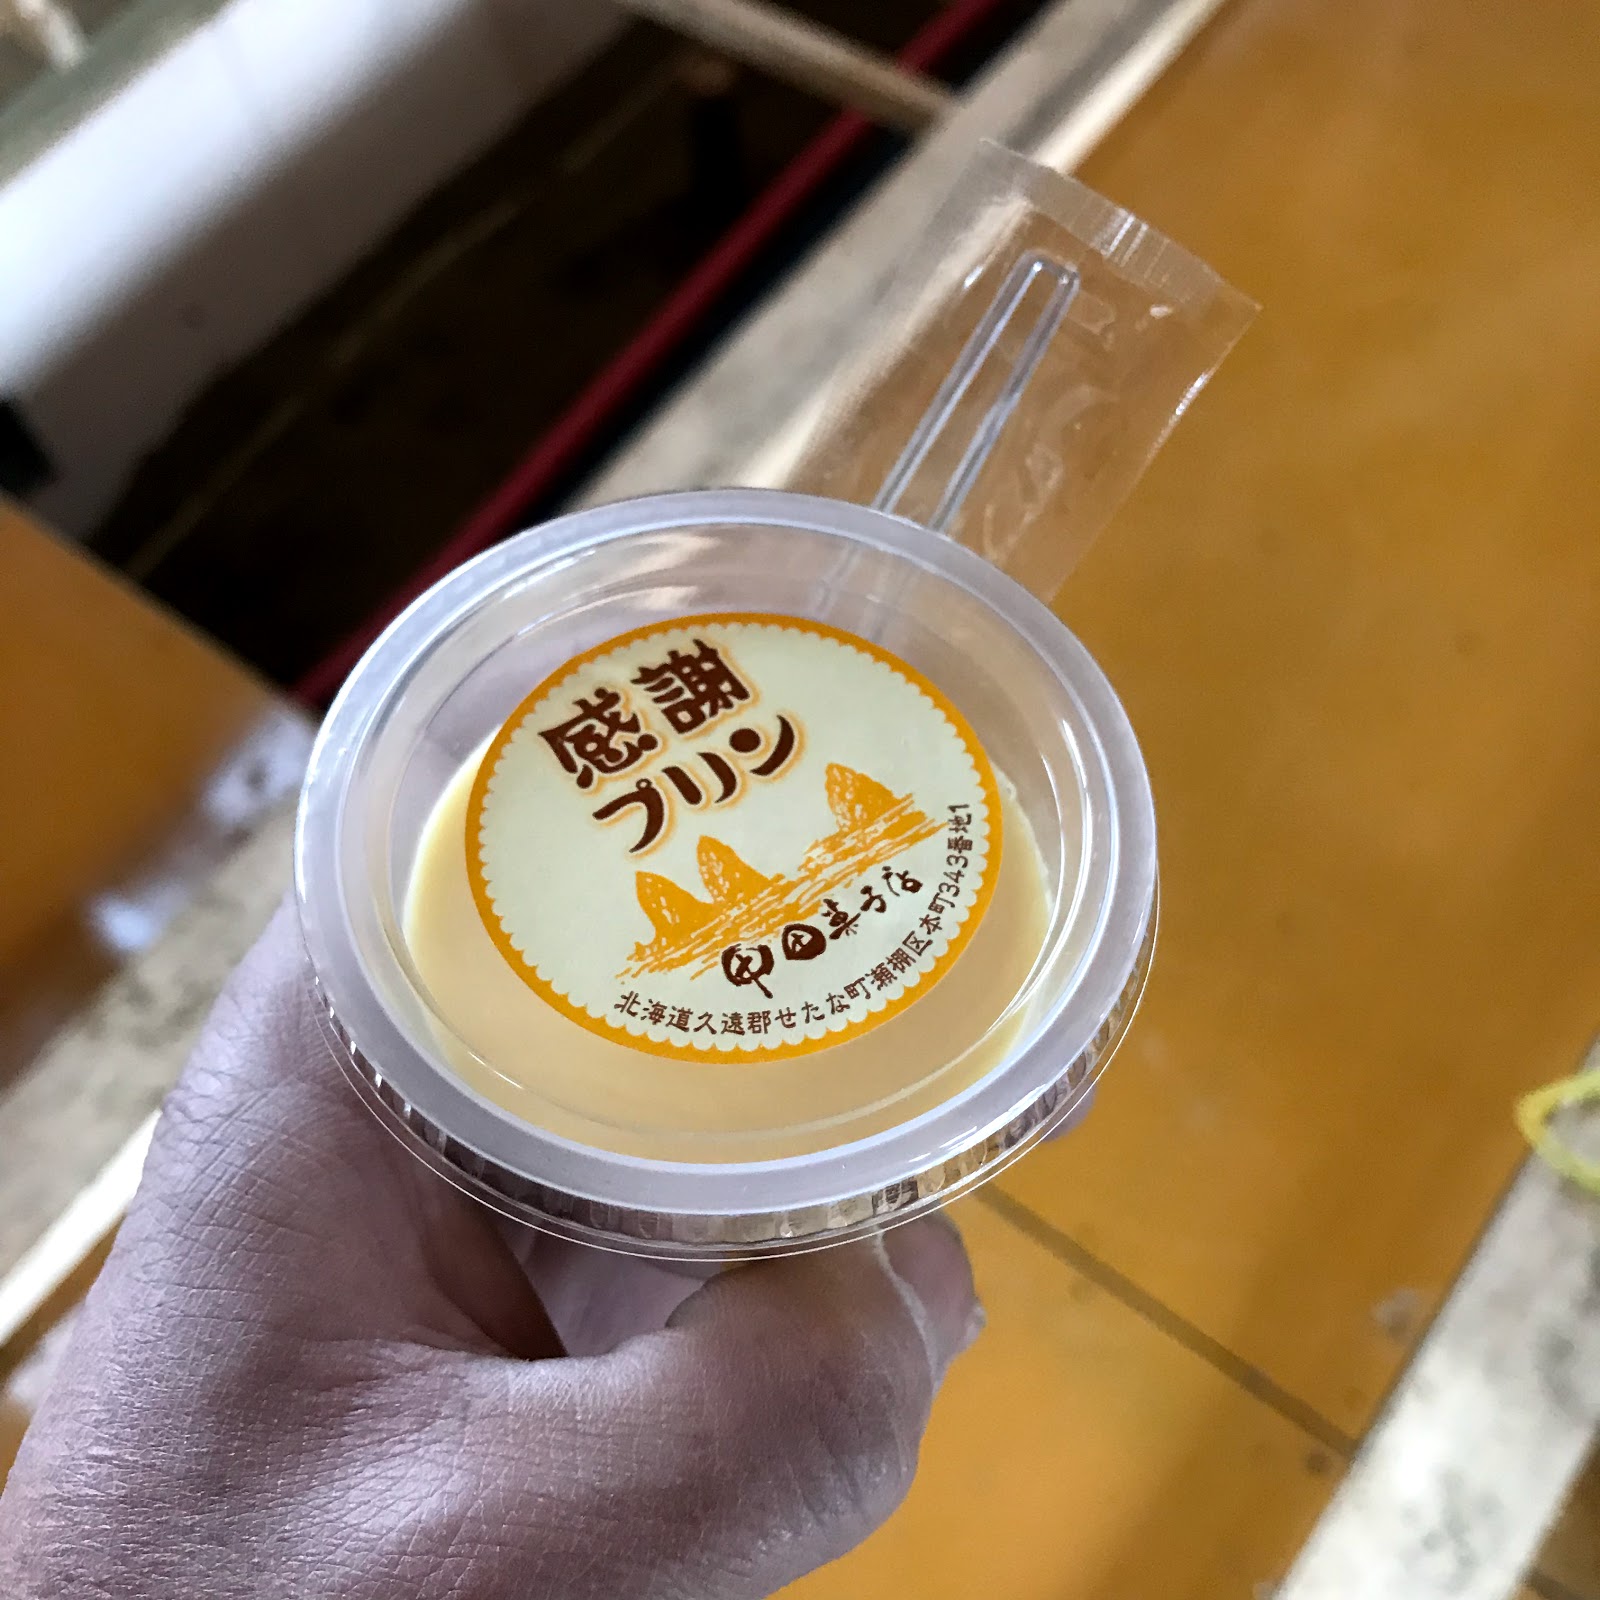 感謝
プリン
甲田菓子店
北海道久遠郡せたな町瀬棚区本町343番地1